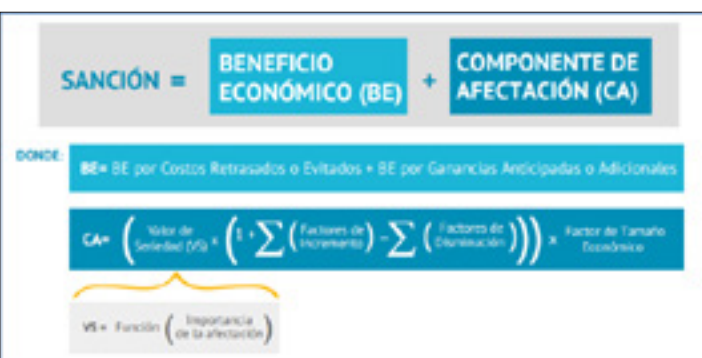 SANCIÓN = BENEFICIO ECONÓMICO (BE) + COMPONENTE DE AFECTACIÓN (CA)
DONDE:
BE= BE por Costos Retrasados o Evitados + BE por Ganancias Anticipadas o Adicionales
CA= (Valor de Seriedad (VS) x (1 + ∑ (Factores de Incremento) - ∑ (Factores de Disminución))) x Factor de Tamaño Económico
VS = Función (Importancia de la afectación)